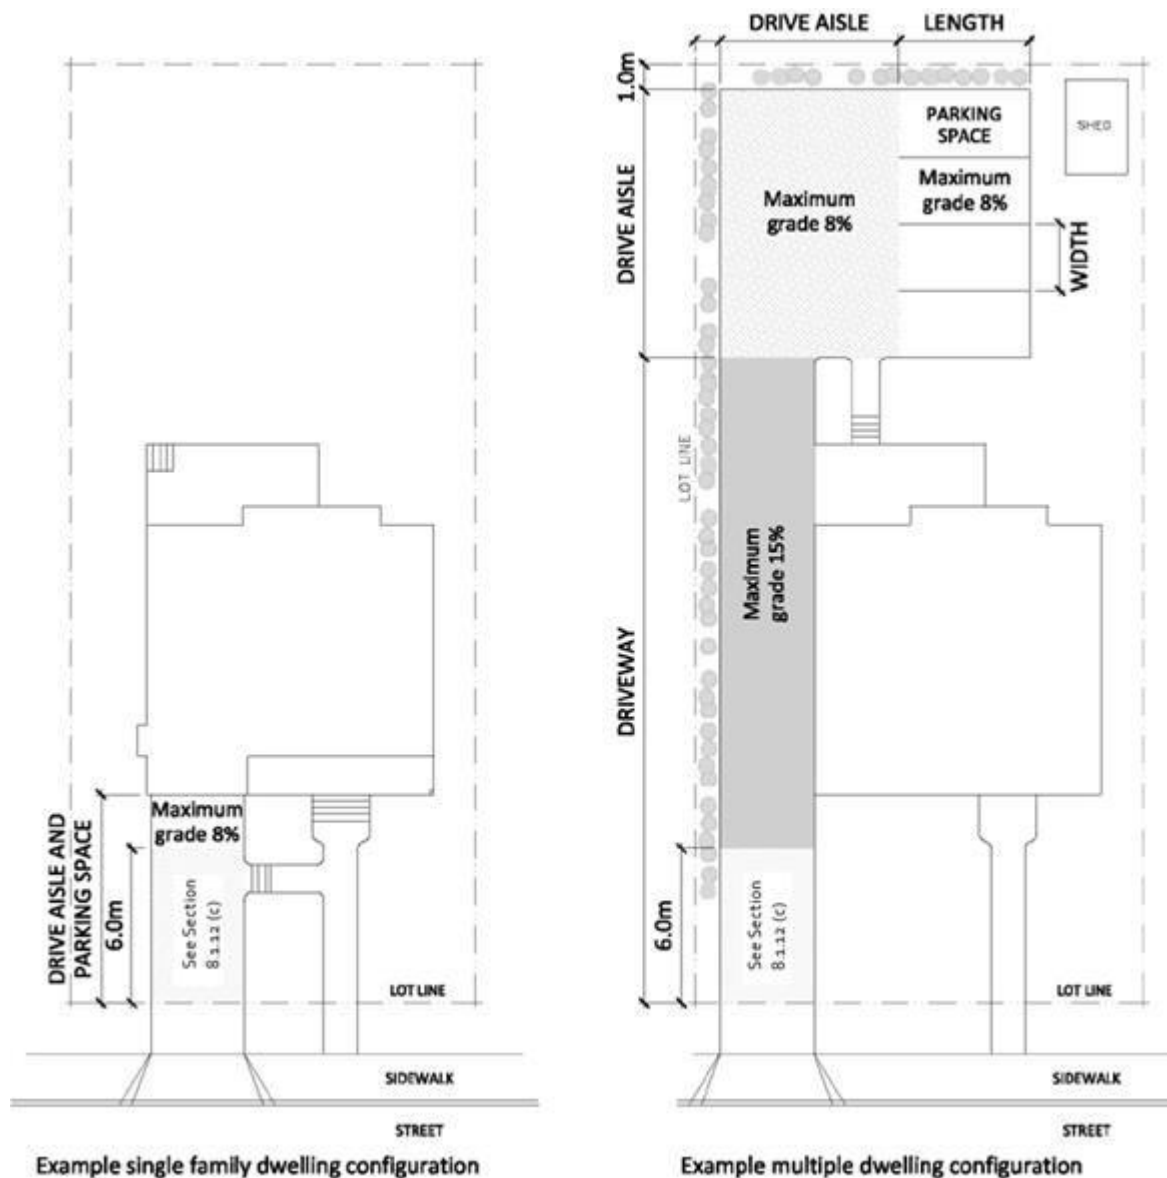 Maximum
grade 8%
DRIVE AISLE AND
PARKING SPACE
6.0m
See Section
8.1.12 (c)
LOT LINE
SIDEWALK
STREET
Example single family dwelling configuration
DRIVE AISLE
LENGTH
1.0m
PARKING
SPACE
SHED
DRIVE AISLE
Maximum
grade 8%
Maximum
grade 8%
WIDTH
LOT LINE
Maximum
grade 15%
DRIVEWAY
6.0m
See Section
8.1.12 (c)
LOT LINE
SIDEWALK
STREET
Example multiple dwelling configuration